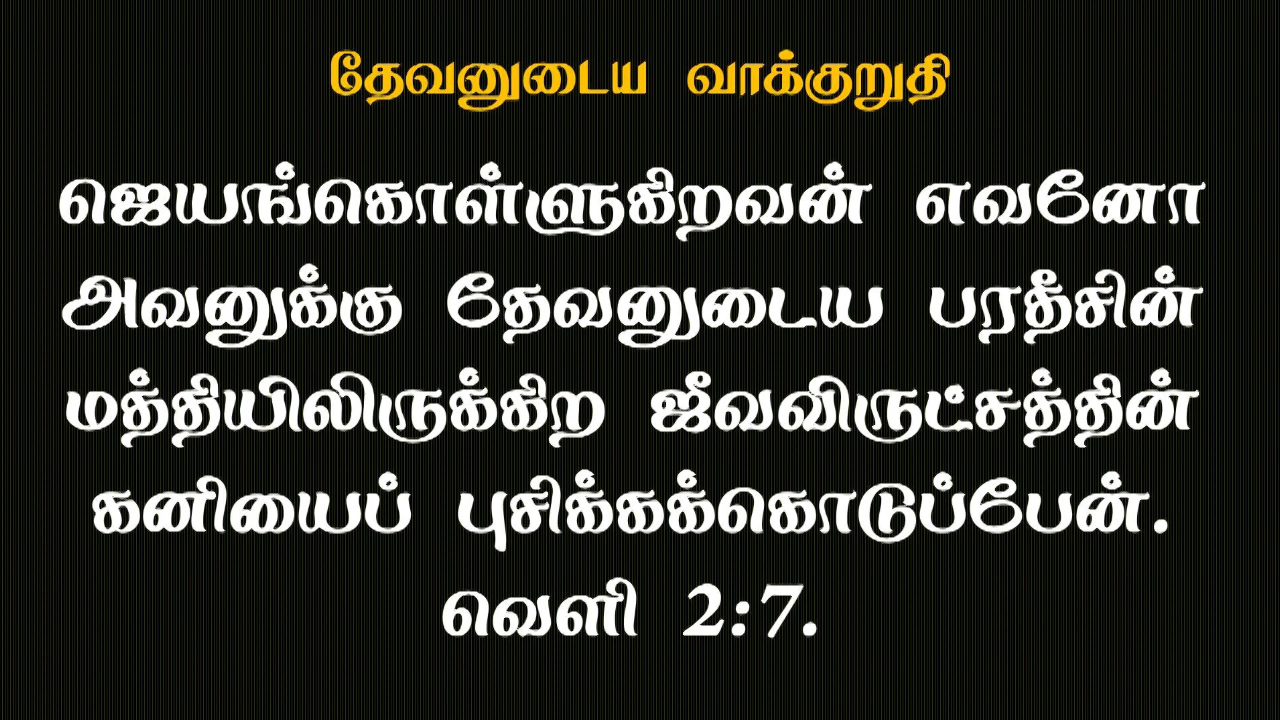 தேவனுடைய வாக்குறுதி
ஜெயங்கொள்ளுகிறவன் எவனோ
அவனுக்கு தேவனுடைய பரதீசின்
மத்தியிலிருக்கிற ஜீவவிருட்சத்தின்
கனியைப் புசிக்கக்கொடுப்பேன்.
வெளி 2:7.